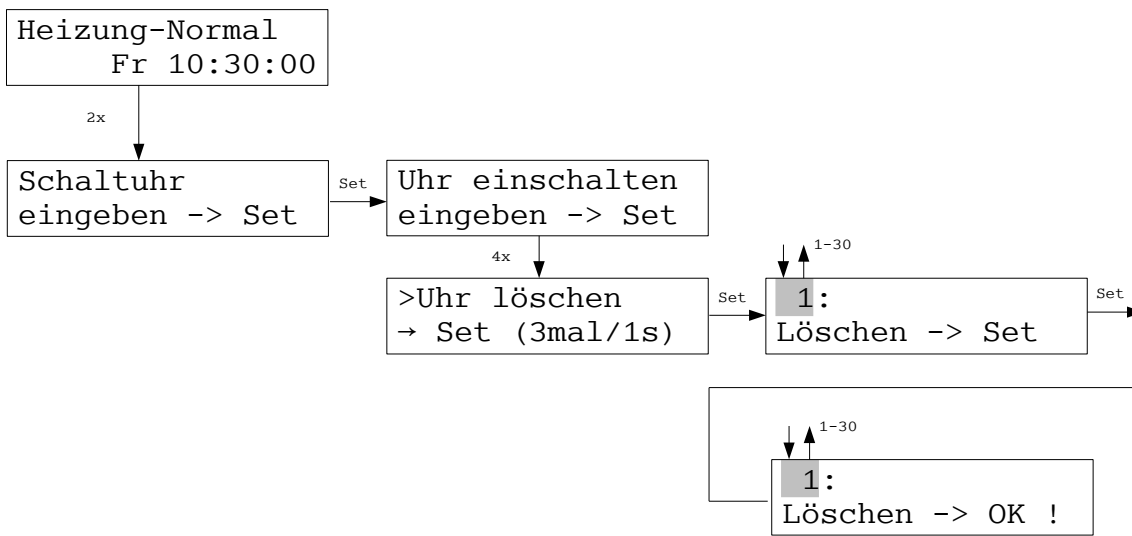 Heizung-Normal
Fr 10:30:00
2x
Schaltuhr
eingeben -> Set
Set
Uhr einschalten
eingeben -> Set
4x
>Uhr löschen
→ Set (3mal/1s)
Set
1-30
1:
Löschen -> Set
Set
1-30
1:
Löschen -> OK !